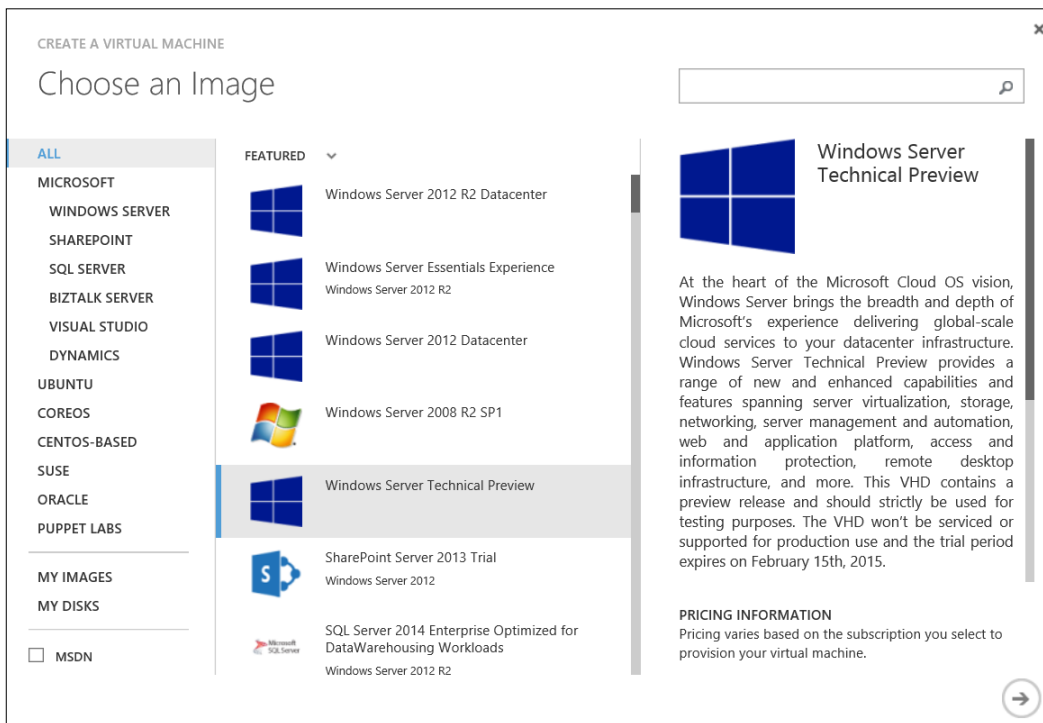 CREATE A VIRTUAL MACHINE
Choose an Image
ALL
MICROSOFT
WINDOWS SERVER
SHAREPOINT
SQL SERVER
BIZTALK SERVER
VISUAL STUDIO
DYNAMICS
UBUNTU
COREOS
CENTOS-BASED
SUSE
ORACLE
PUPPET LABS
MY IMAGES
MY DISKS
MSDN
FEATURED
Windows Server 2012 R2 Datacenter
Windows Server Essentials Experience
Windows Server 2012 R2
Windows Server 2012 Datacenter
Windows Server 2008 R2 SP1
Windows Server Technical Preview
SharePoint Server 2013 Trial
Windows Server 2012
Microsoft
SQL Server
SQL Server 2014 Enterprise Optimized for
DataWarehousing Workloads
Windows Server 2012 R2
Windows Server
Technical Preview
At the heart of the Microsoft Cloud OS vision,
Windows Server brings the breadth and depth of
Microsoft's experience delivering global-scale
cloud services to your datacenter infrastructure.
Windows Server Technical Preview provides a
range of new and enhanced capabilities and
features spanning server virtualization, storage,
networking, server management and automation,
web and application platform, access and
information protection, remote desktop
infrastructure, and more. This VHD contains a
preview release and should strictly be used for
testing purposes. The VHD won't be serviced or
supported for production use and the trial period
expires on February 15th, 2015.
PRICING INFORMATION
Pricing varies based on the subscription you select to
provision your virtual machine.